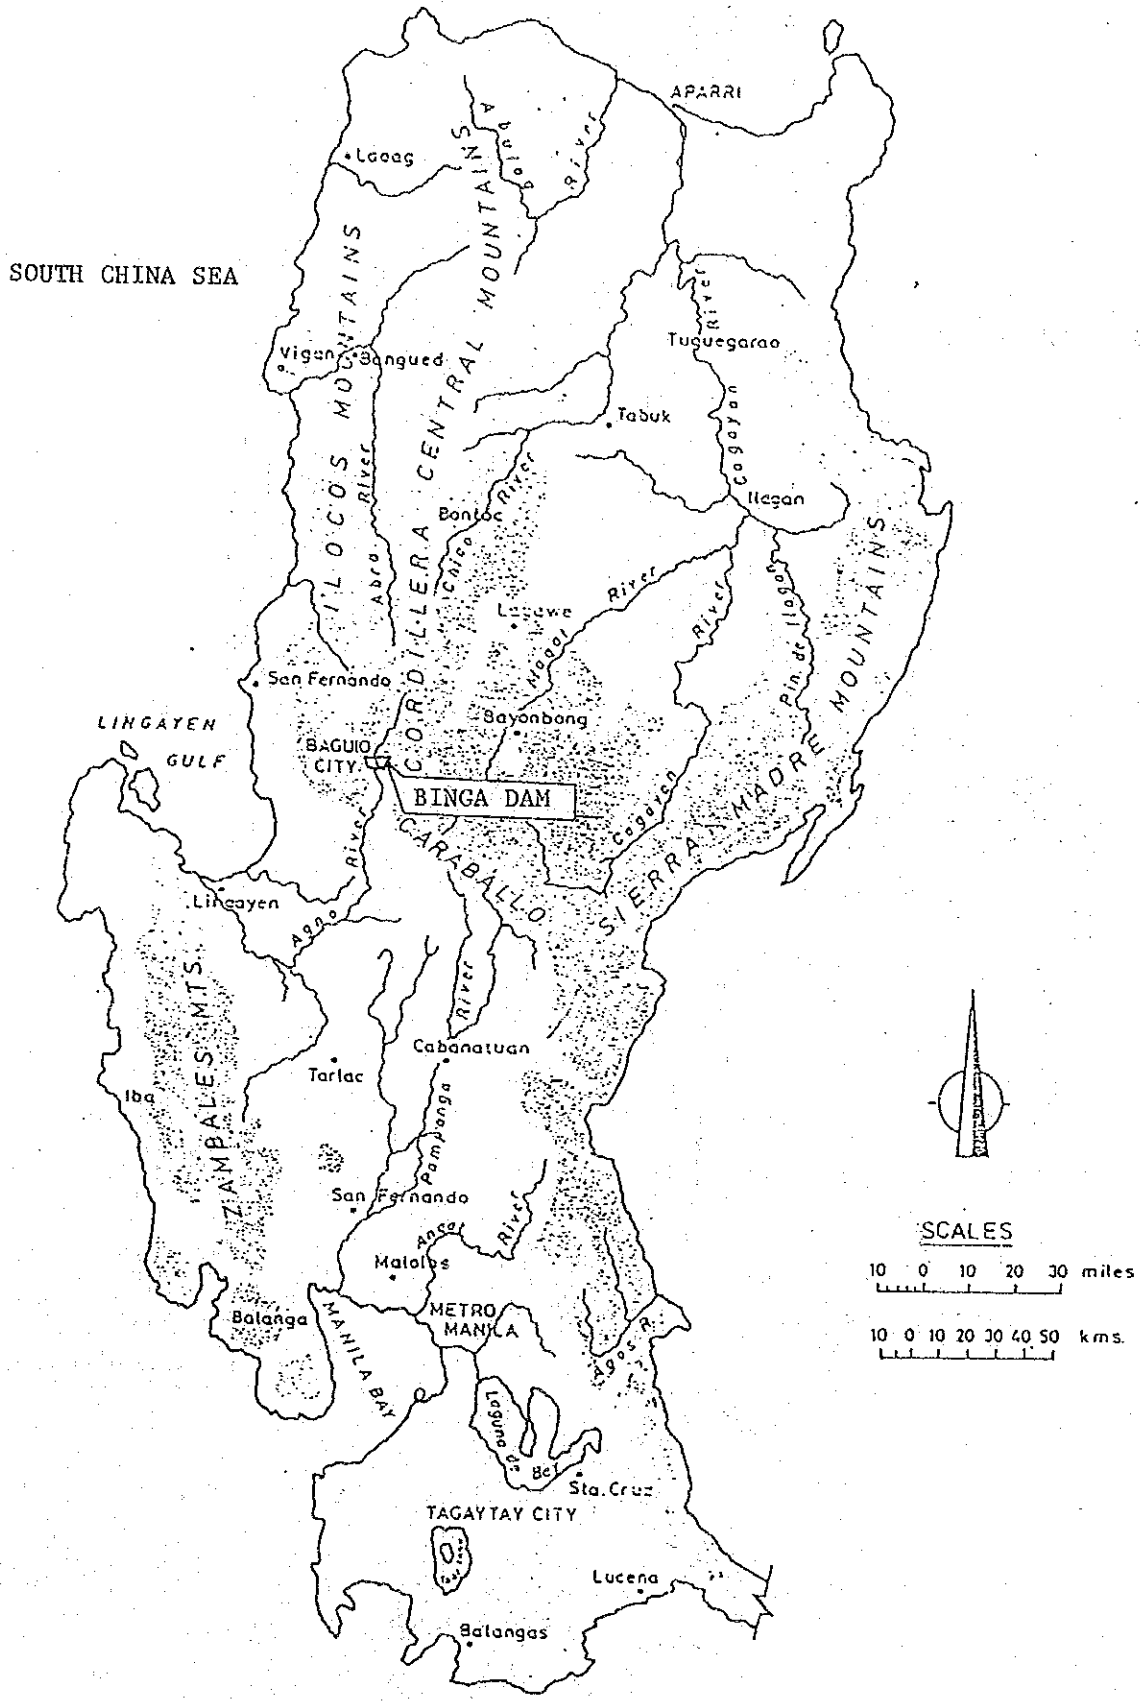 APARRI
Abulog
River
Laoag
SOUTH CHINA SEA
ILOCOS MOUNTAINS
CORDILLERA CENTRAL MOUNTAINS
River
Tuguegarao
Vigan
Bangued
Tabuk
Cagayan
Abra River
River
Bontoc
Chico
Ilagan
Lagawe
Magat River
River
Pin. de Ilagan
SIERRA MADRE MOUNTAINS
San Fernando
LINGAYEN
GULF
BAGUIO
CITY
Bayonbong
BINGA DAM
CARABALLO
Cagayan
River
Agno
Lingayen
River
ZAMBALES MTS.
Cabanatuan
Tarlac
Iba
Pampanga
San Fernando
Angat
River
Malolos
METRO
MANILA
Balanga
MANILA BAY
Agos R.
Laguna de
Bay
Sta. Cruz
TAGAYTAY CITY
Lucena
Batangas
SCALES
10 0 10 20 30 miles
10 0 10 20 30 40 50 kms.